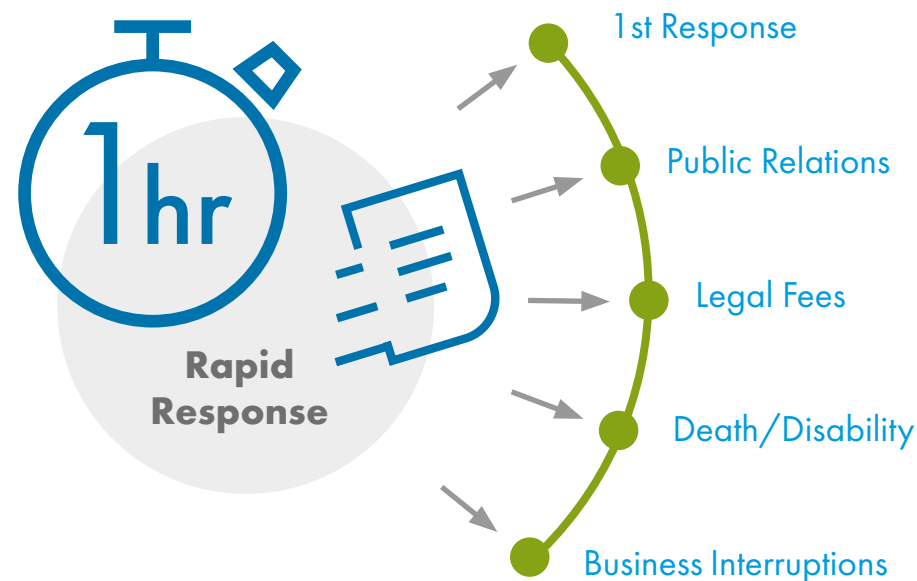 1hr
Rapid
Response
1st Response
Public Relations
Legal Fees
Death/Disability
Business Interruptions